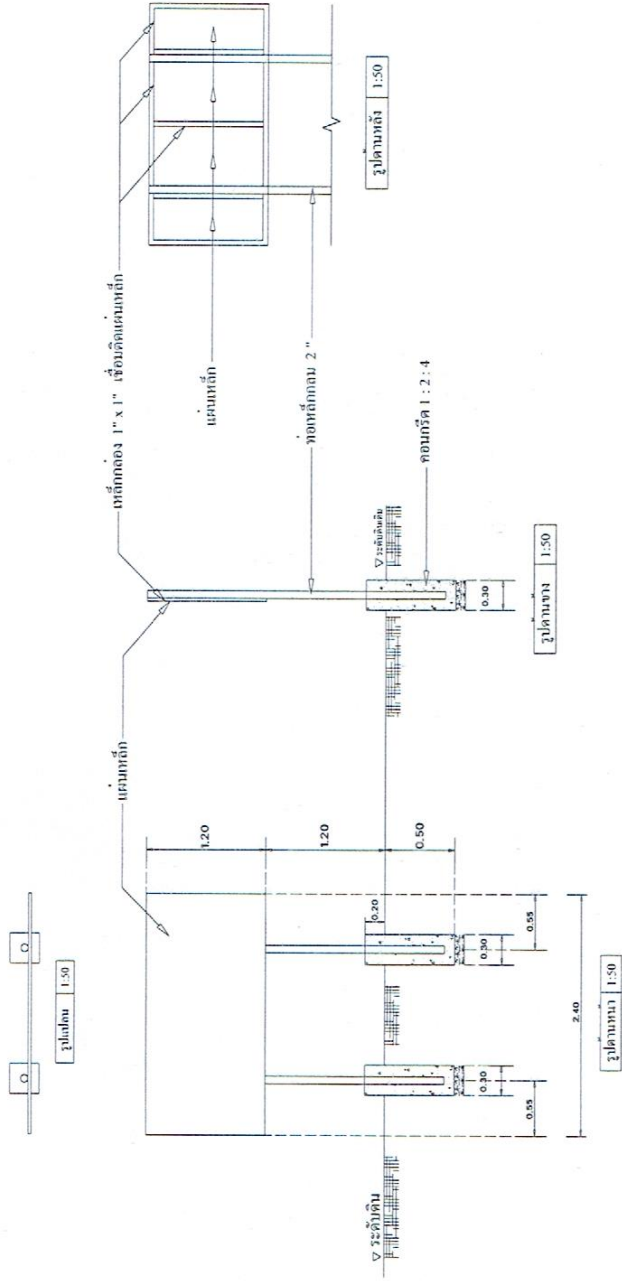 รูปแปลน 1:50
แผ่นเหล็ก
เหล็กกล่อง 1" x 1" เชื่อมติดแผ่นเหล็ก
แผ่นเหล็ก
ท่อเหล็กกลม 2 "
คอนกรีต 1 : 2 : 4
1.20
1.20
0.50
0.20
0.30
0.30
0.55
0.55
2.40
▽ ระดับดิน
รูปด้านหน้า 1:50
▽ ระดับดินเดิม
0.30
รูปด้านขวาง 1:50
รูปด้านหลัง 1:50